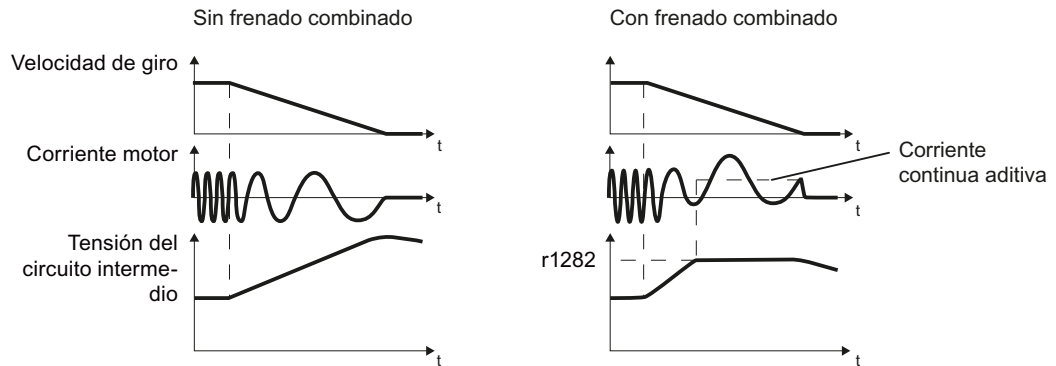 Sin frenado combinado
Con frenado combinado
Velocidad de giro
t
t
Corriente motor
t
t
Corriente
continua aditiva
Tensión del
circuito interme-
dio
t
r1282
t